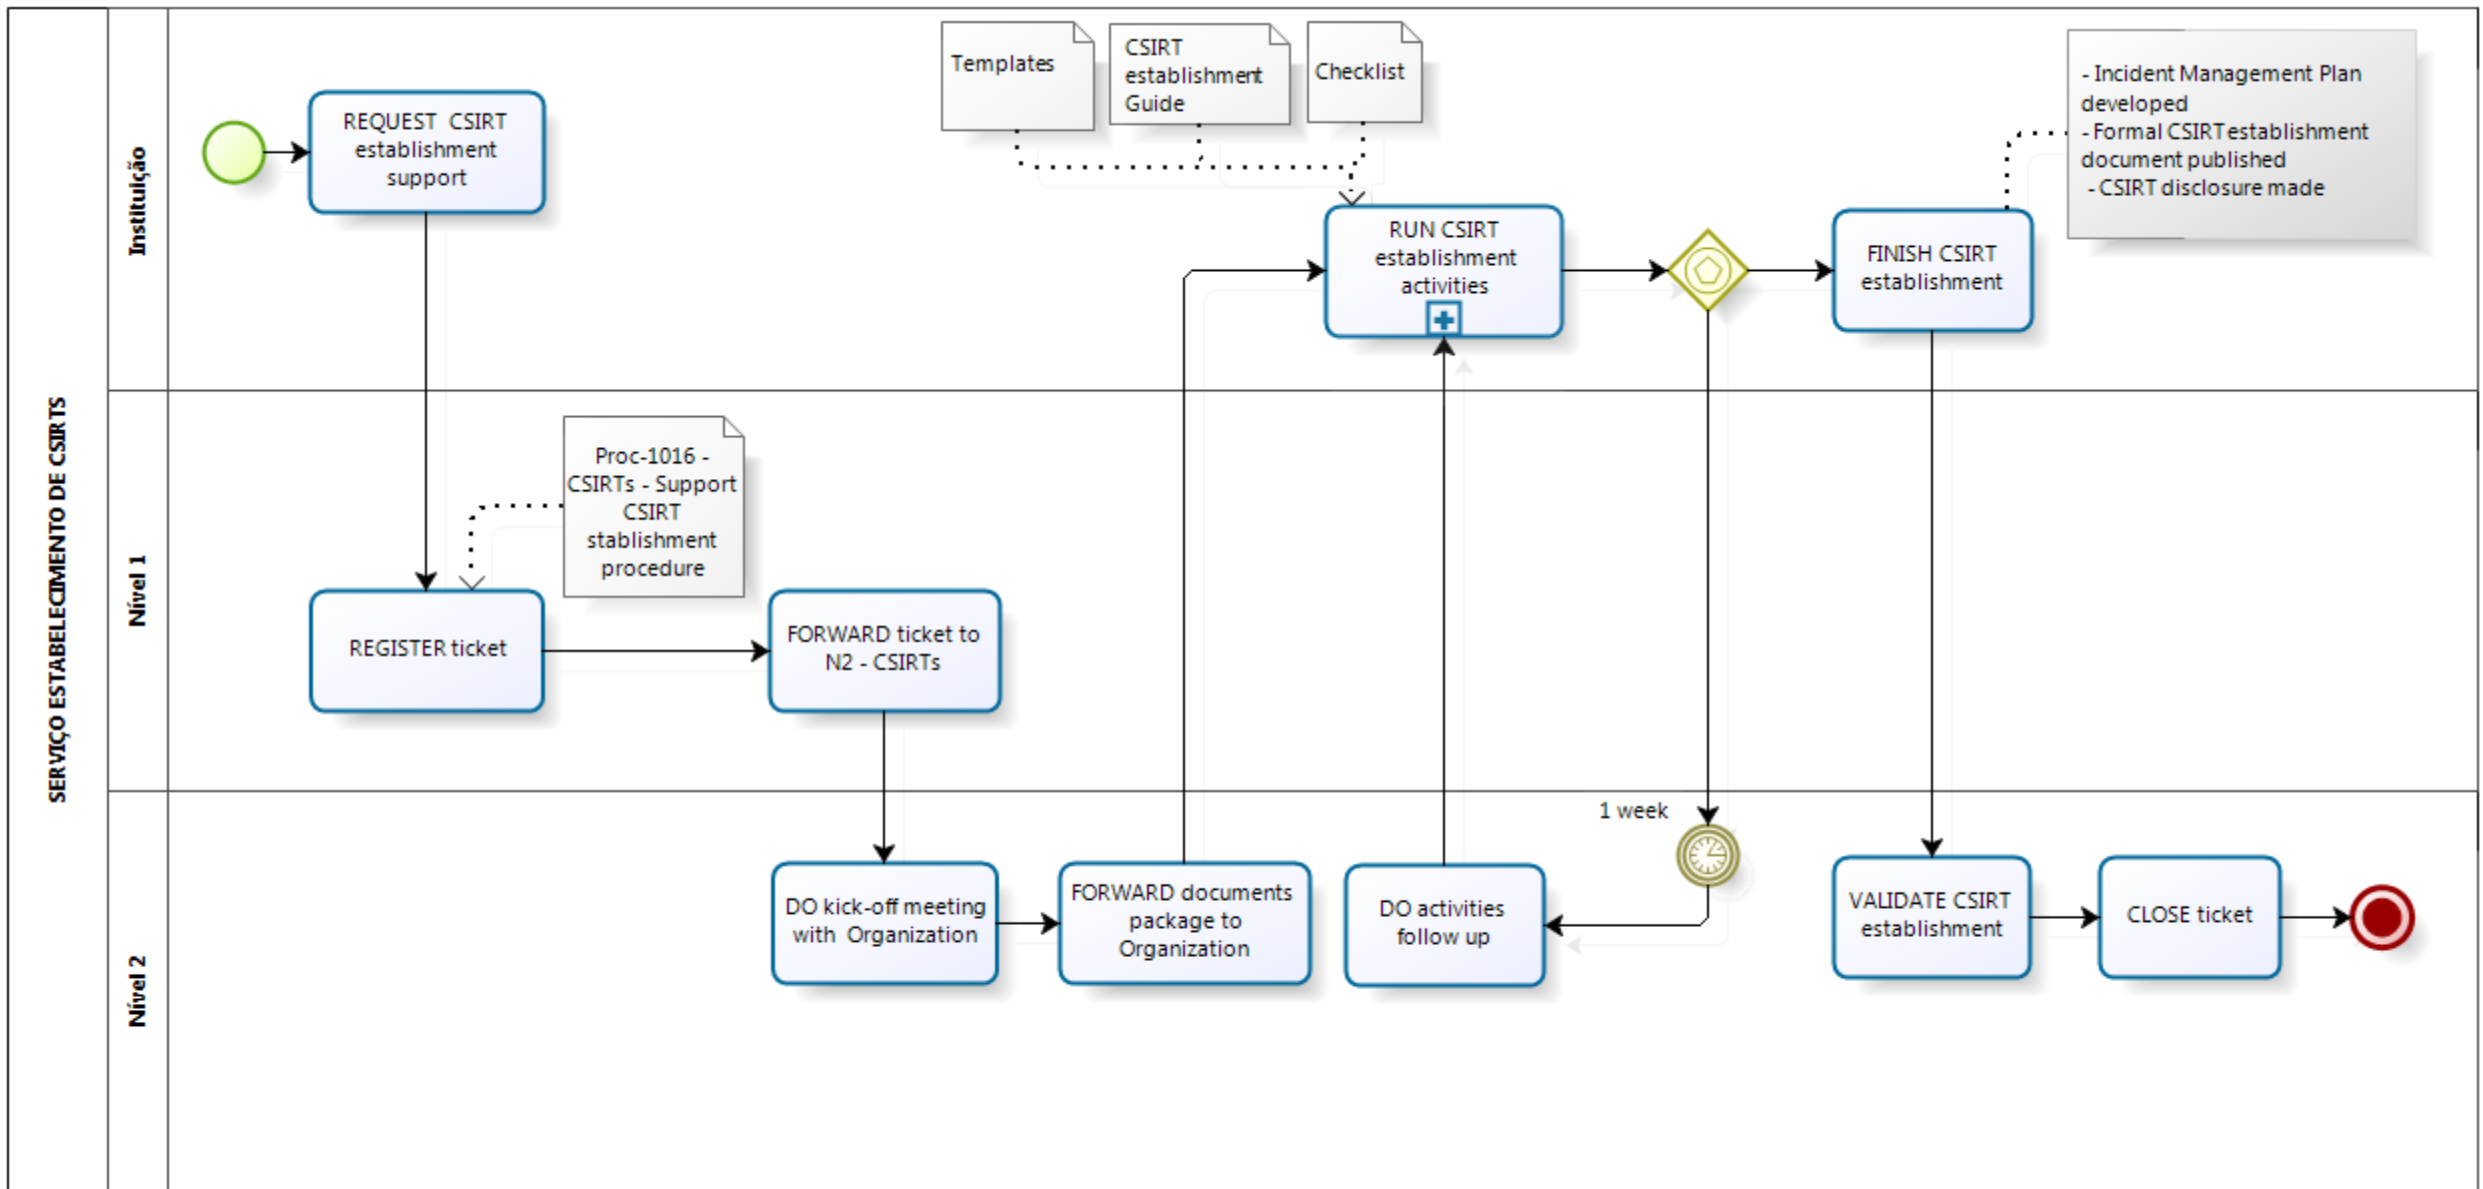 SERVIÇO ESTABELECIMENTO DE CSIRTS
Instituição
REQUEST CSIRT
establishment
support
Templates
CSIRT
establishment
Guide
Checklist
RUN CSIRT
establishment
activities
FINISH CSIRT
establishment
- Incident Management Plan
developed
- Formal CSIRT establishment
document published
- CSIRT disclosure made
Nível 1
Proc-1016 -
CSIRTs - Support
CSIRT
stablishment
procedure
REGISTER ticket
FORWARD ticket to
N2 - CSIRTs
Nível 2
DO kick-off meeting
with Organization
FORWARD documents
package to
Organization
DO activities
follow up
1 week
VALIDATE CSIRT
establishment
CLOSE ticket